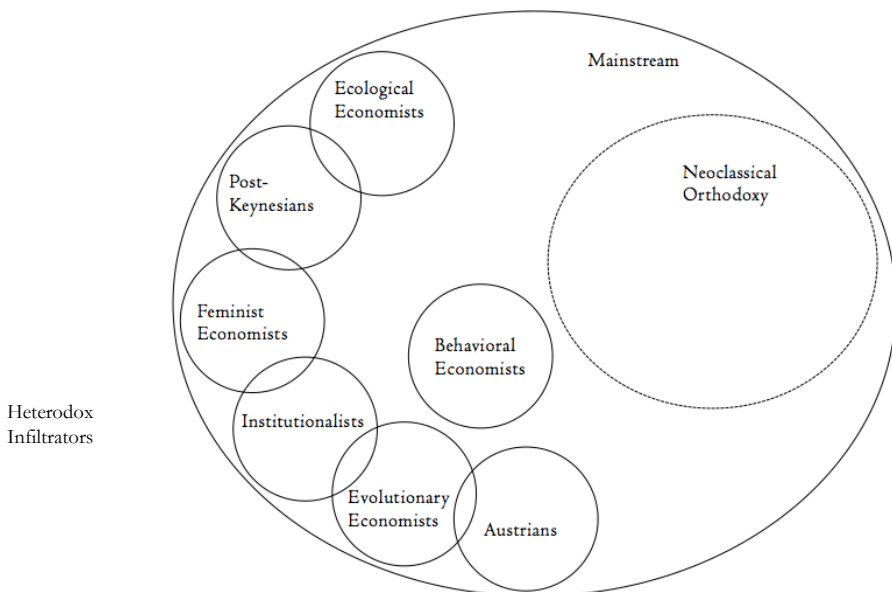 Mainstream
Ecological
Economists
Neoclassical
Orthodoxy
Post-
Keynesians
Feminist
Economists
Behavioral
Economists
Heterodox
Infiltrators
Institutionalists
Evolutionary
Economists
Austrians